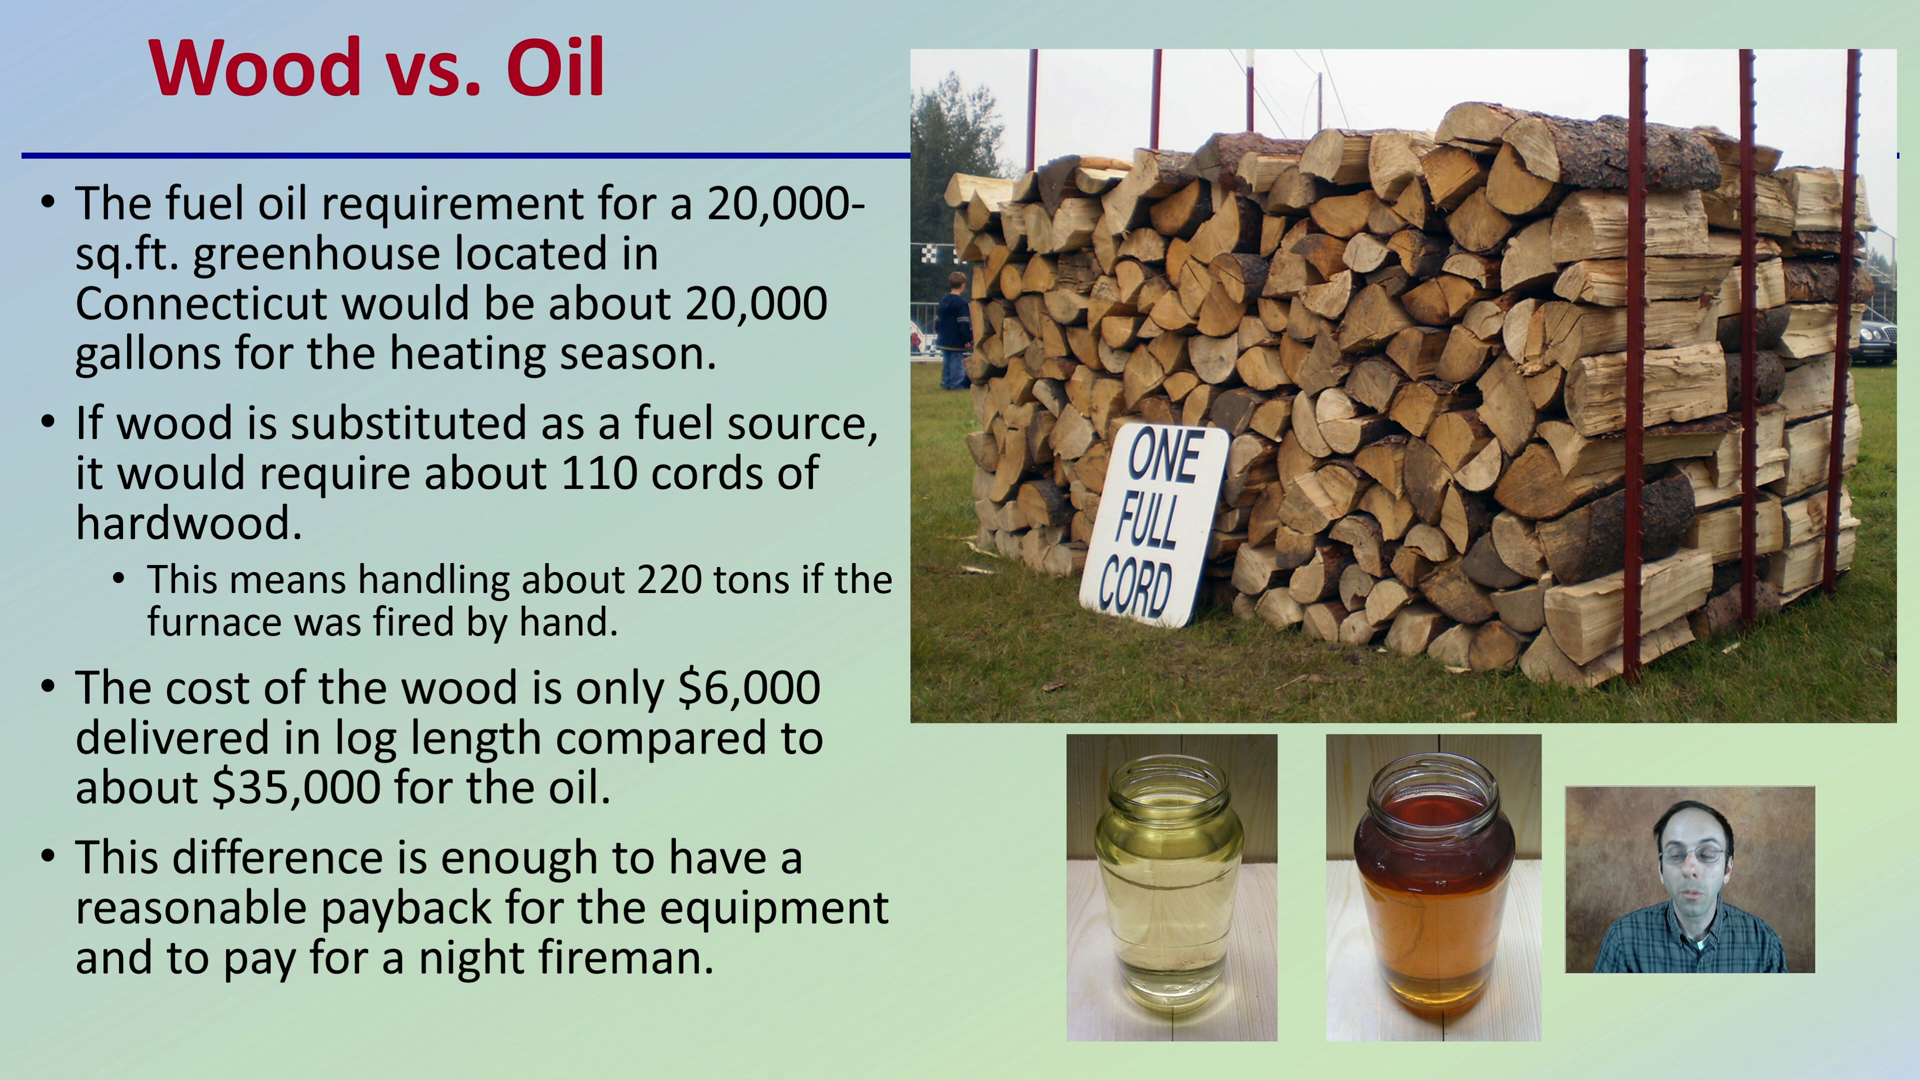 Wood vs. Oil
• The fuel oil requirement for a 20,000-
sq.ft. greenhouse located in
Connecticut would be about 20,000
gallons for the heating season.
• If wood is substituted as a fuel source,
it would require about 110 cords of
hardwood.
• This means handling about 220 tons if the
furnace was fired by hand.
• The cost of the wood is only $6,000
delivered in log length compared to
about $35,000 for the oil.
• This difference is enough to have a
reasonable payback for the equipment
and to pay for a night fireman.
ONE
FULL
CORD